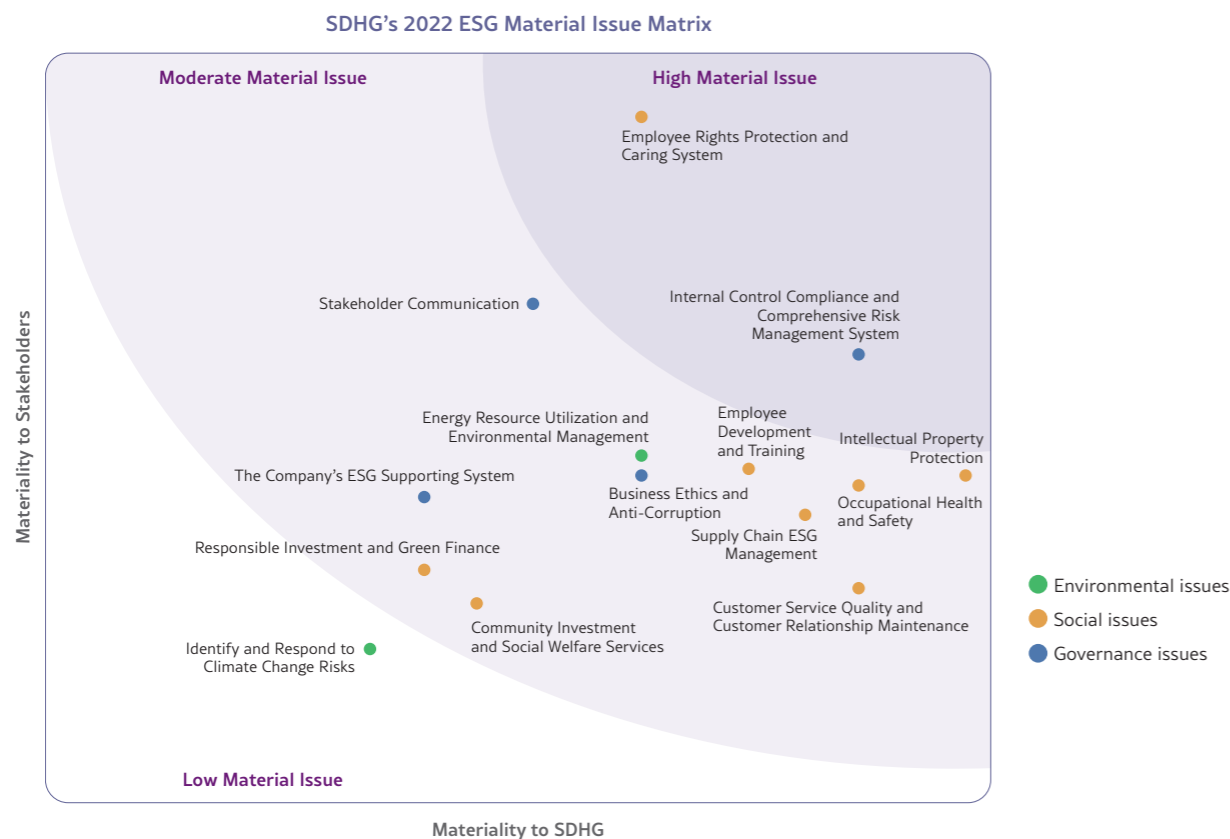 SDHG's 2022 ESG Material Issue Matrix
Moderate Material Issue
High Material Issue
Employee Rights Protection and
Caring System
Stakeholder Communication
Internal Control Compliance and
Comprehensive Risk
Management System
Energy Resource Utilization and
Environmental Management
Employee
Development
and Training
Intellectual Property
Protection
The Company's ESG Supporting System
Business Ethics and
Anti-Corruption
Occupational Health
and Safety
Supply Chain ESG
Management
Responsible Investment and Green Finance
Community Investment
and Social Welfare Services
Customer Service Quality and
Customer Relationship Maintenance
Identify and Respond to
Climate Change Risks
Low Material Issue
Materiality to Stakeholders
Materiality to SDHG
Environmental issues
Social issues
Governance issues